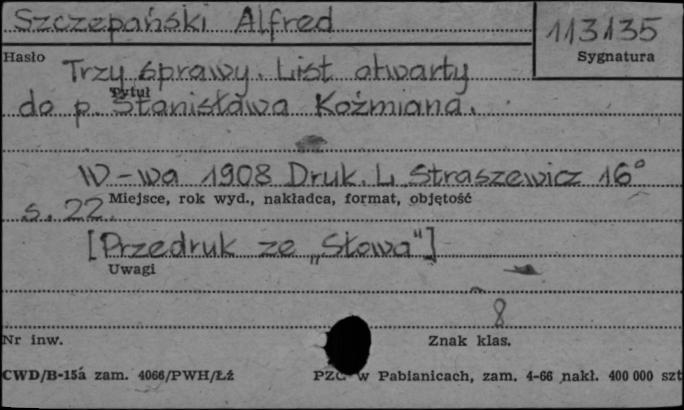 Szczepański Alfred
113135
Hasło
Sygnatura
Trzy sprawy. List otwarty
Tytuł
do p. Stanisława Koźmiana.
W-wa 1908 Druk. L. Straszewicz 16°
Miejsce, rok wyd., nakładca, format, objętość
s. 22.
[Przedruk ze „Słowa"]
Uwagi
8
Nr inw.
Znak klas.
CWD/B-15á zam. 4066/PWH/Łź
PZG w Pabianicach, zam. 4-66 nakł. 400 000 szt